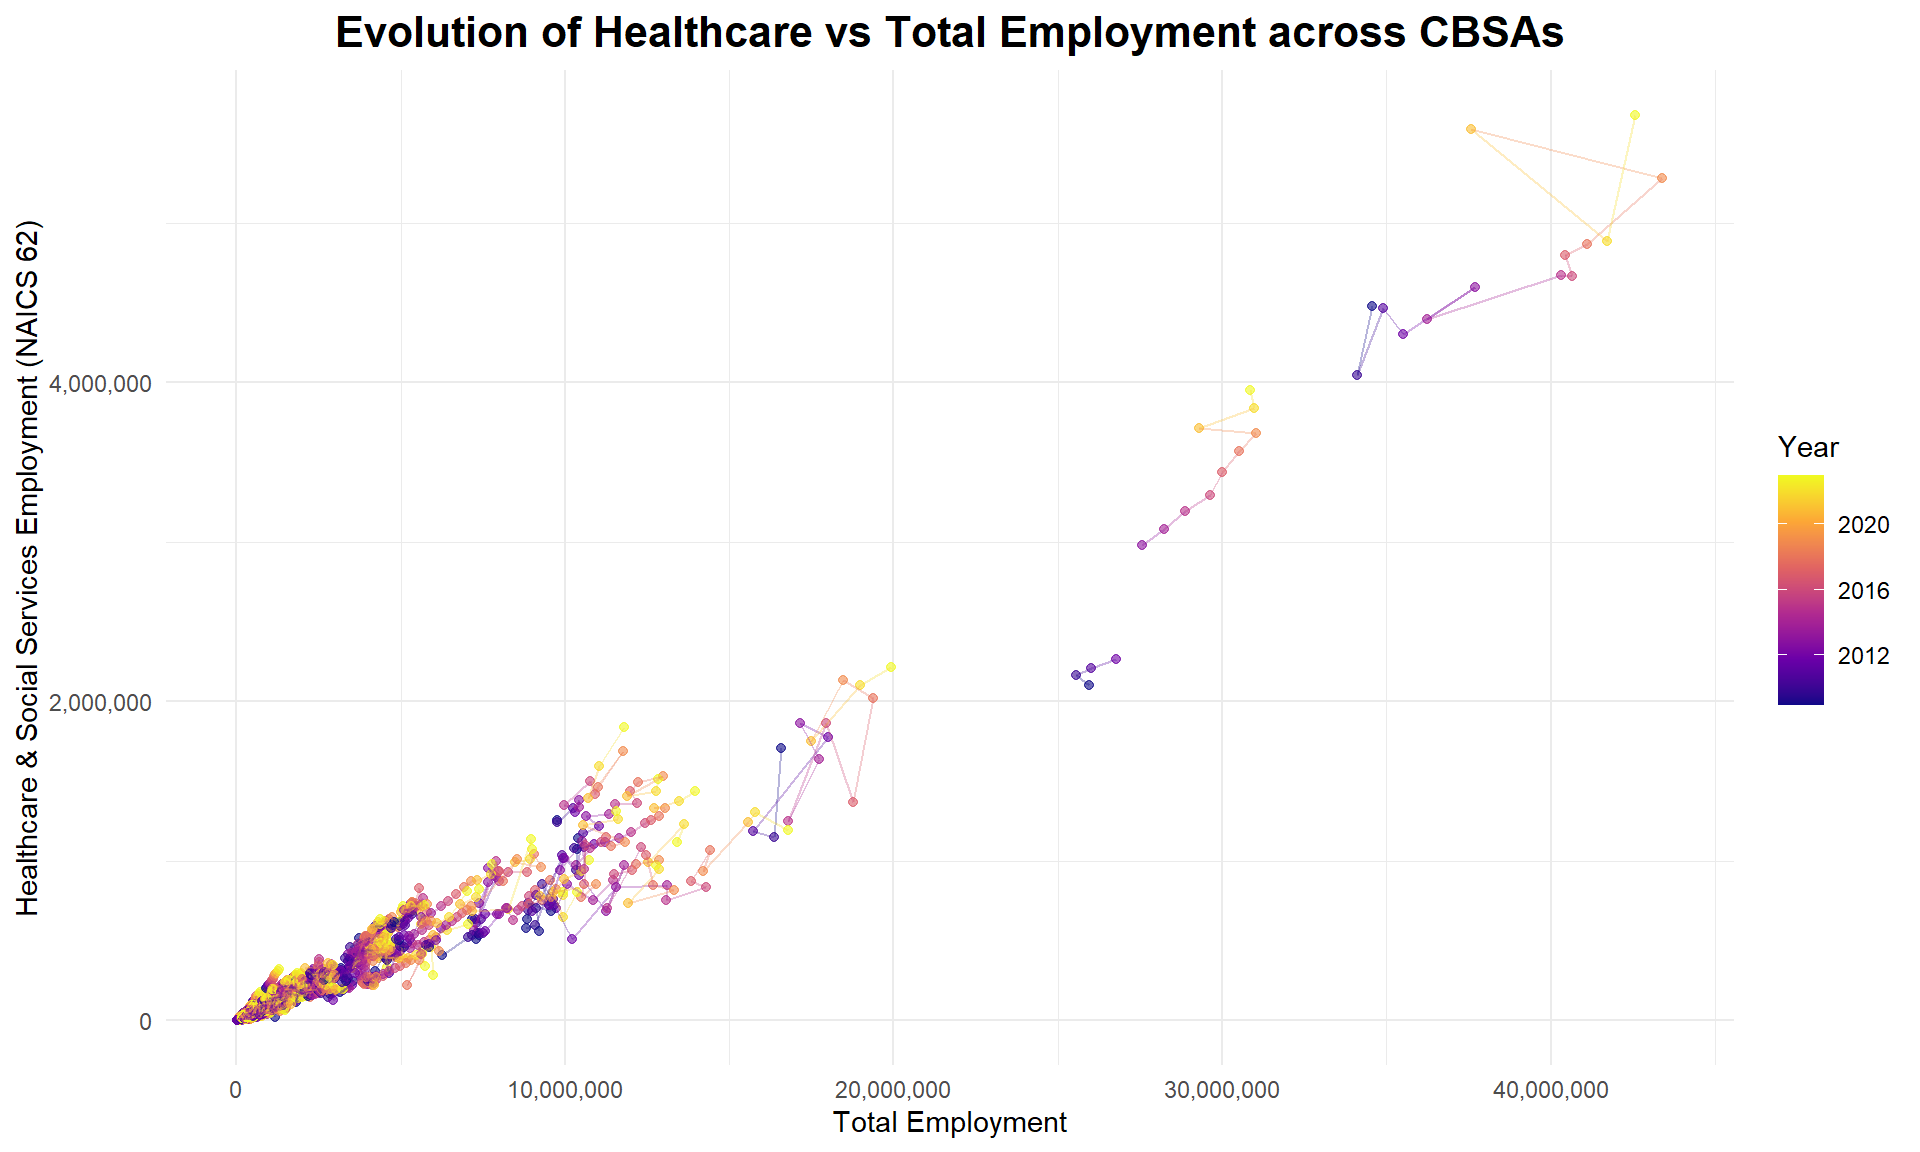 Evolution of Healthcare vs Total Employment across CBSAs
Healthcare & Social Services Employment (NAICS 62)
4,000,000
2,000,000
0
0
10,000,000
20,000,000
30,000,000
40,000,000
Total Employment
Year
2020
2016
2012